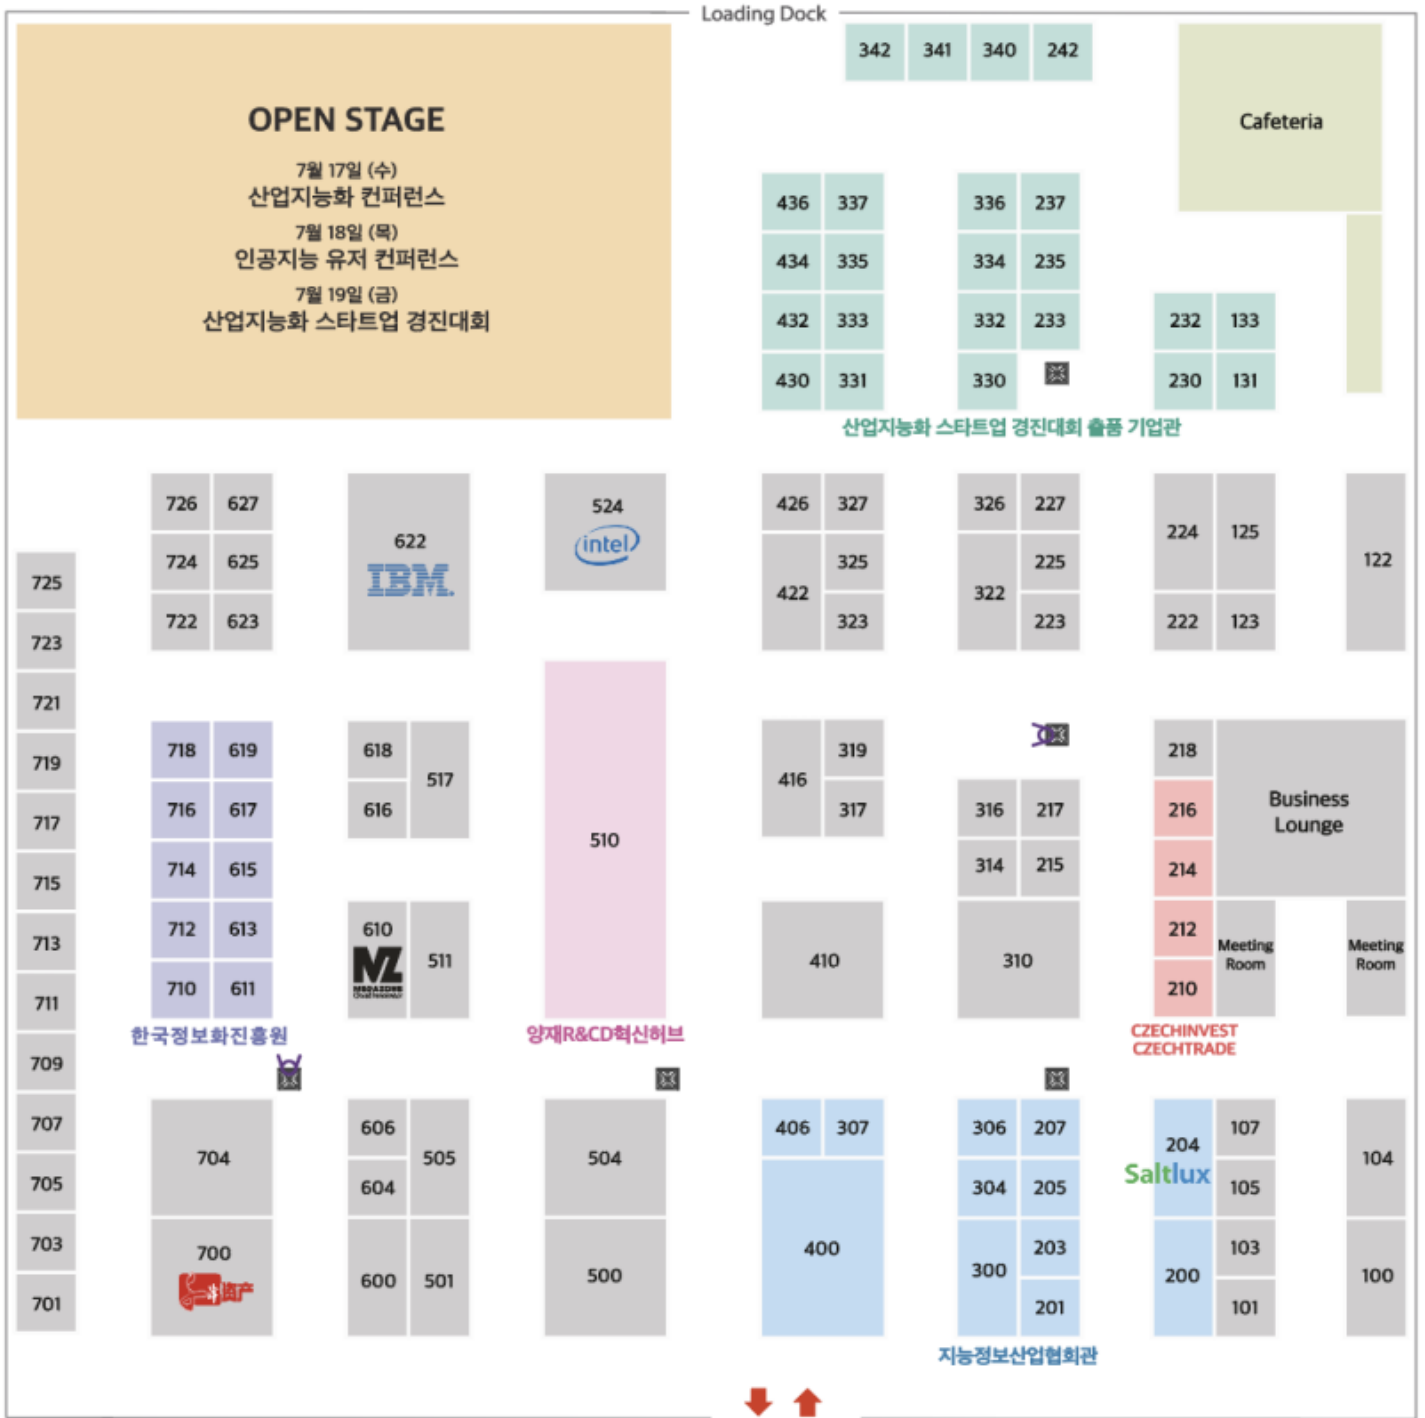 Loading Dock
OPEN STAGE
7월 17일 (수)
산업지능화 컨퍼런스
7월 18일 (목)
인공지능 유저 컨퍼런스
7월 19일 (금)
산업지능화 스타트업 경진대회
342 341 340 242
Cafeteria
436 337 336 237
434 335 334 235
432 333 332 233 232 133
430 331 330 230 131
산업지능화 스타트업 경진대회 출품 기업관
726 627
622
IBM
524
intel
426 327 326 227
224 125
122
724 625
325 225
725
422 322
722 623 323 223 222 123
723
721
718 619 618 319 218
719
517
416
716 617 616 317 316 217 216
Business
Lounge
717
510
714 615 314 215 214
715
712 613 610 212
MZ
713
511
410
310
Meeting
Room
Meeting
Room
710 611 210
711
한국정보화진흥원
양재R&CD혁신허브
CZECHINVEST
CZECHTRADE
709
707
606 406 307 306 207 107
704
505
504
204
Saltlux
104
705
604 304 205 105
703
700
资产
400
203 103
600 501
500
300
200
100
701
201 101
지능정보산업협회관